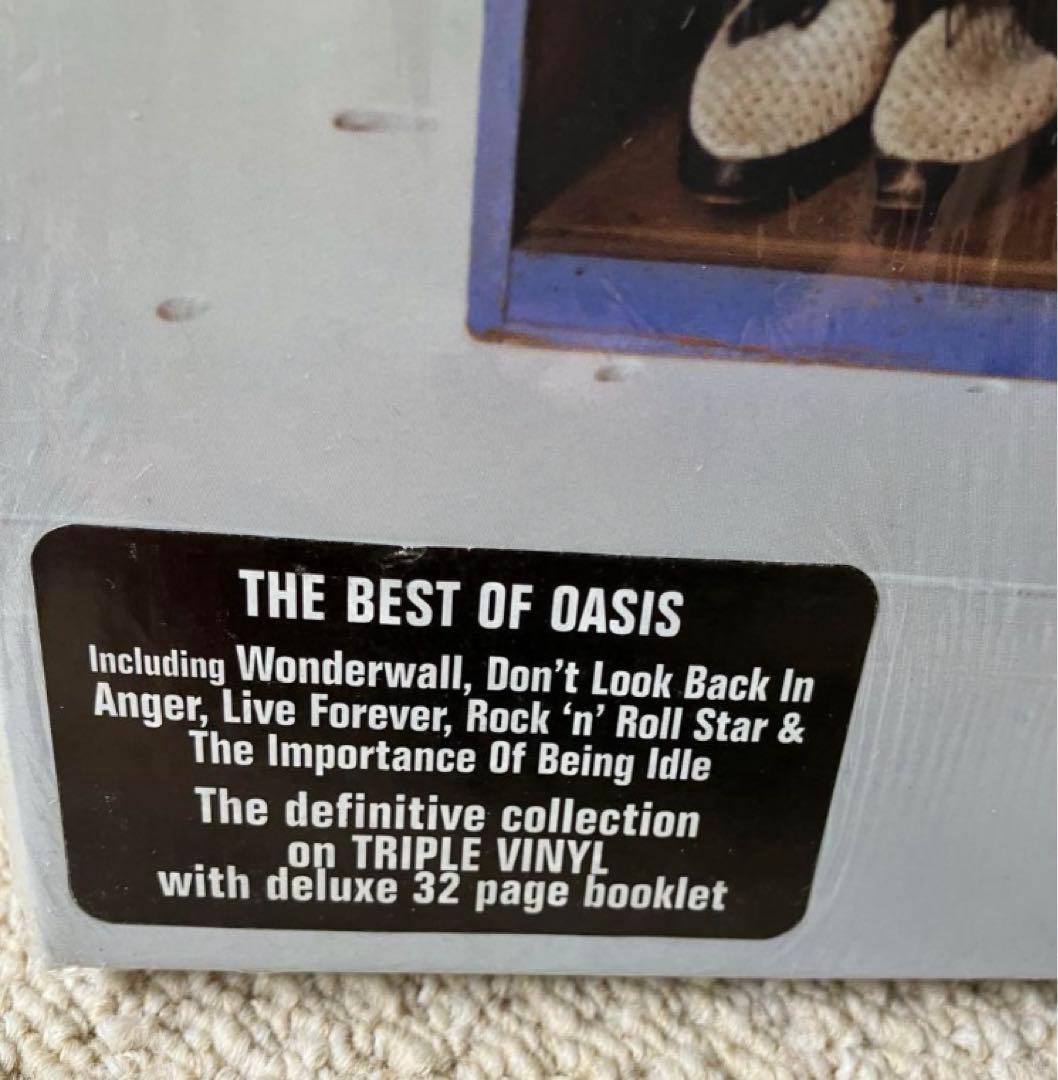 THE BEST OF OASIS
Including Wonderwall, Don't Look Back In
Anger, Live Forever, Rock 'n' Roll Star &
The Importance Of Being Idle
The definitive collection
on TRIPLE VINYL
with deluxe 32 page booklet